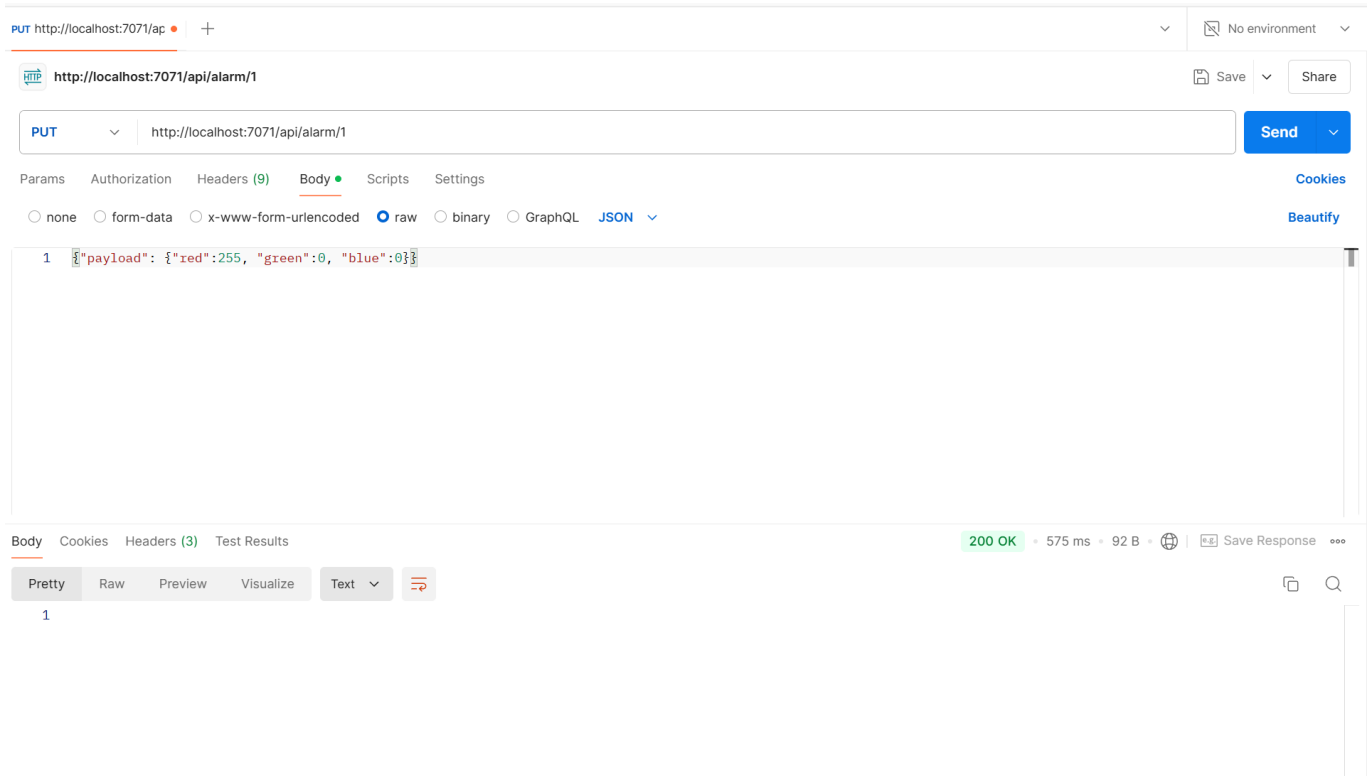 PUT http://localhost:7071/ap
No environment
HTTP http://localhost:7071/api/alarm/1
Save
Share
PUT http://localhost:7071/api/alarm/1
Send
Params Authorization Headers (9) Body Scripts Settings
Cookies
none form-data x-www-form-urlencoded raw binary GraphQL JSON
Beautify
1 {"payload": {"red":255, "green":0, "blue":0}}
Body Cookies Headers (3) Test Results
200 OK 575 ms 92 B e.g. Save Response
Pretty Raw Preview Visualize Text
1